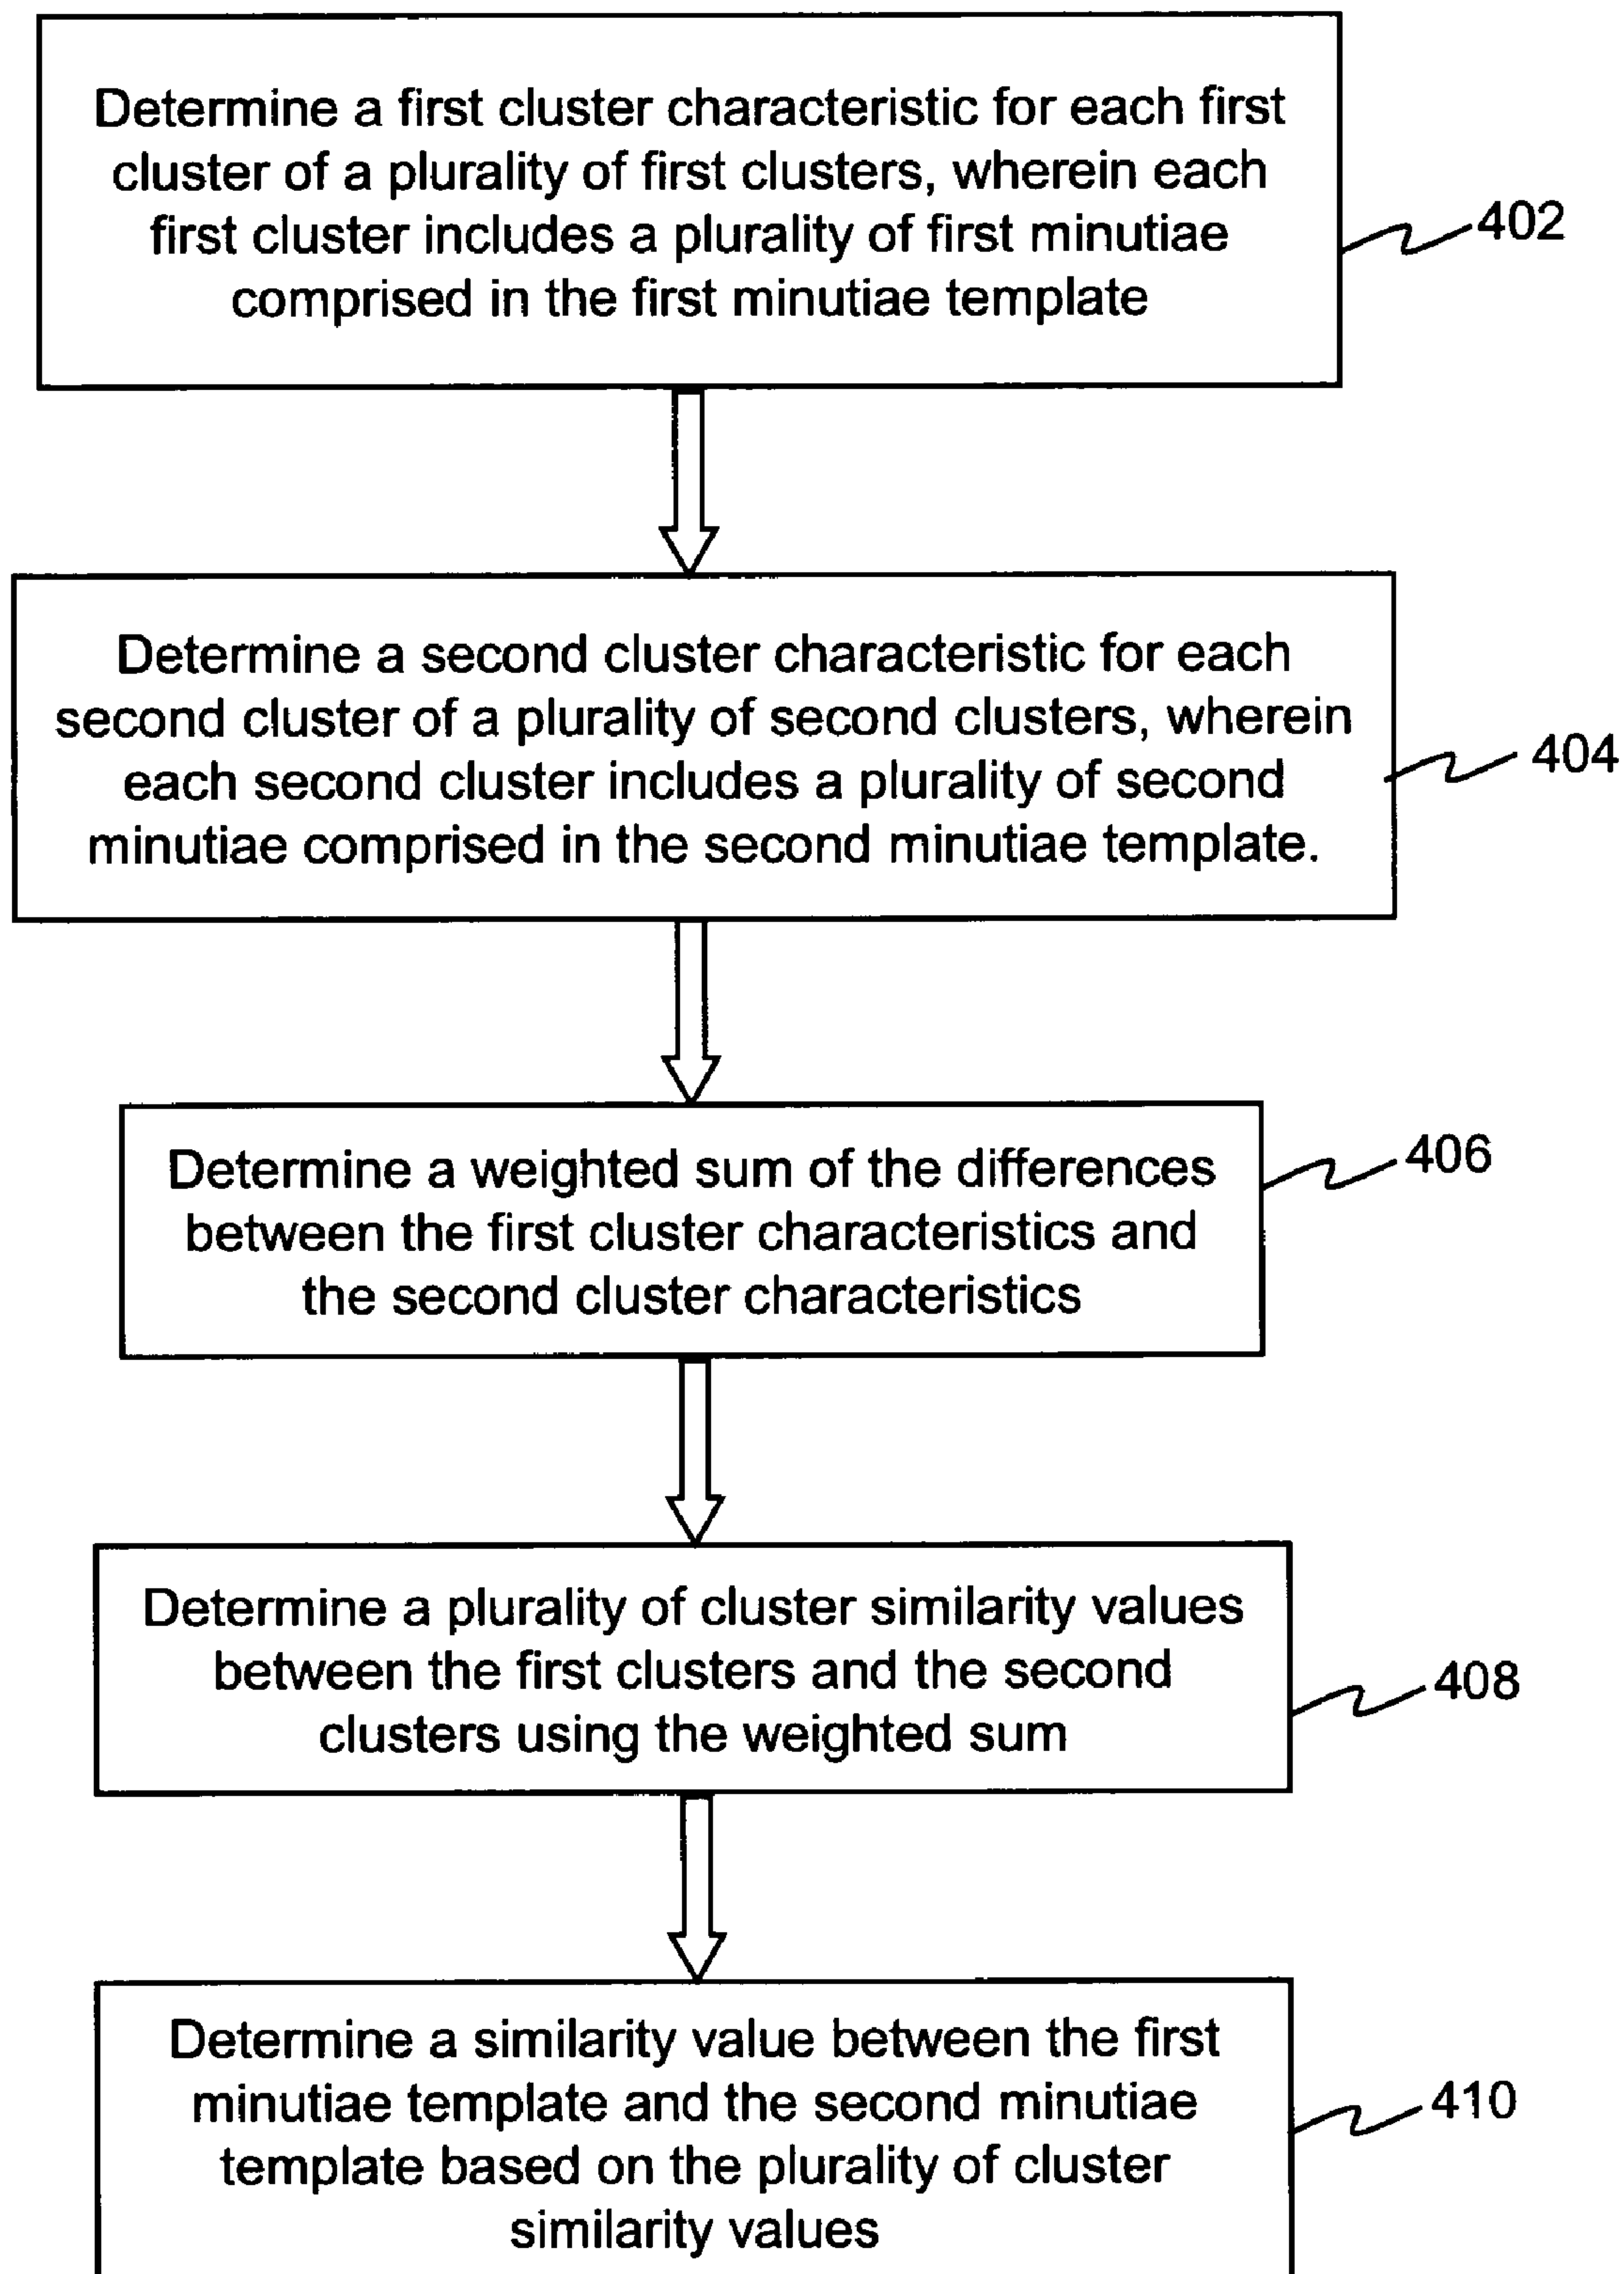 Determine a first cluster characteristic for each first
cluster of a plurality of first clusters, wherein each
first cluster includes a plurality of first minutiae
comprised in the first minutiae template
402
Determine a second cluster characteristic for each
second cluster of a plurality of second clusters, wherein
each second cluster includes a plurality of second
minutiae comprised in the second minutiae template.
404
Determine a weighted sum of the differences
between the first cluster characteristics and
the second cluster characteristics
406
Determine a plurality of cluster similarity values
between the first clusters and the second
clusters using the weighted sum
408
Determine a similarity value between the first
minutiae template and the second minutiae
template based on the plurality of cluster
similarity values
410